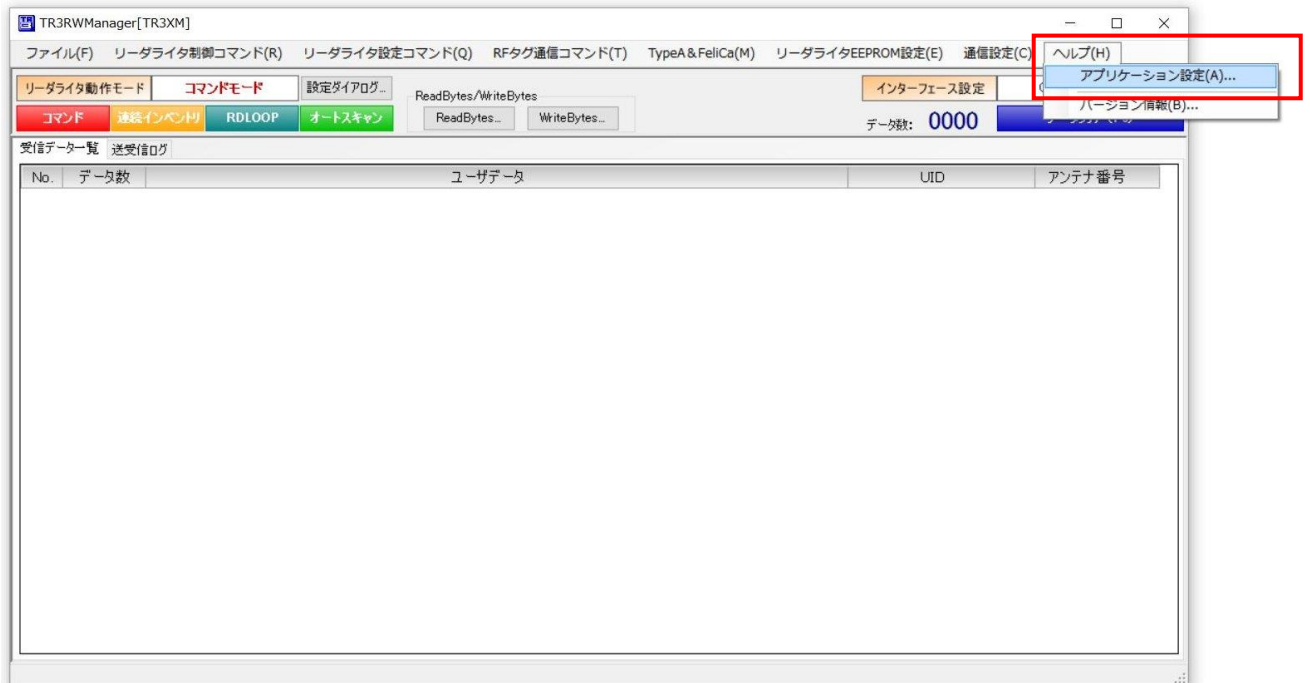 TR3RWManager[TR3XM]
ファイル(F) リーダライタ制御コマンド(R) リーダライタ設定コマンド(Q) RFタグ通信コマンド(T) TypeA&FeliCa(M) リーダライタEEPROM設定(E) 通信設定(C) ヘルプ(H)
アプリケーション設定(A)...
バージョン情報(B)...
リーダライタ動作モード コマンドモード 設定ダイアログ... ReadBytes/WriteBytes インターフェース設定
コマンド 連続インベントリ RDLOOP オートスキャン ReadBytes... WriteBytes... データ数: 0000
受信データ一覧 送受信ログ
No. データ数 ユーザデータ UID アンテナ番号